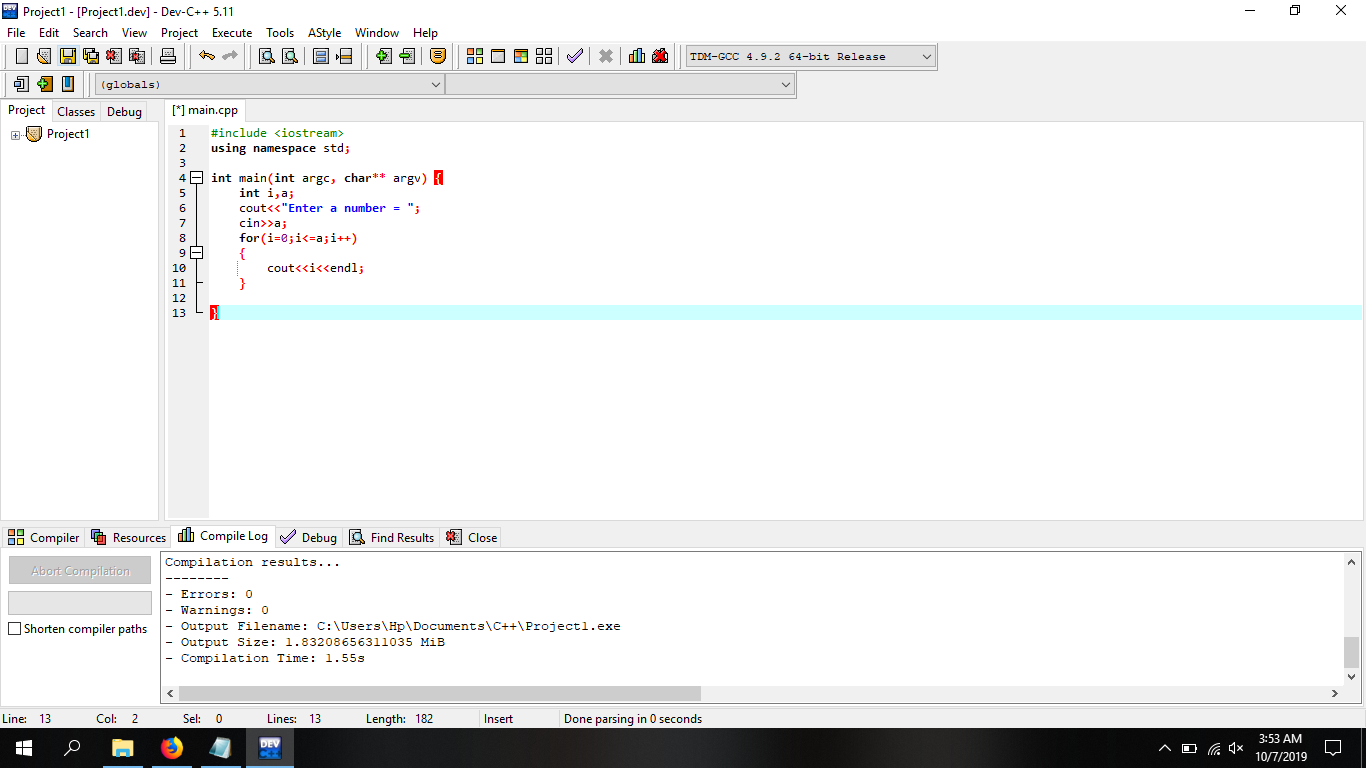 Project1 - [Project1.dev] - Dev-C++ 5.11
File Edit Search View Project Execute Tools AStyle Window Help
TDM-GCC 4.9.2 64-bit Release
(globals)
Project Classes Debug
[*] main.cpp
Project1
1 #include <iostream>
2 using namespace std;
3
4 int main(int argc, char** argv) {
5 int i,a;
6 cout<<"Enter a number = ";
7 cin>>a;
8 for(i=0;i<=a;i++)
9 {
10 cout<<i<<endl;
11 }
12
13 }
Compiler Resources Compile Log Debug Find Results Close
Abort Compilation
Shorten compiler paths
Compilation results...
--------
- Errors: 0
- Warnings: 0
- Output Filename: C:\Users\Hp\Documents\C++\Project1.exe
- Output Size: 1.83208656311035 MiB
- Compilation Time: 1.55s
Line: 13 Col: 2 Sel: 0 Lines: 13 Length: 182 Insert Done parsing in 0 seconds
DEV
3:53 AM
10/7/2019